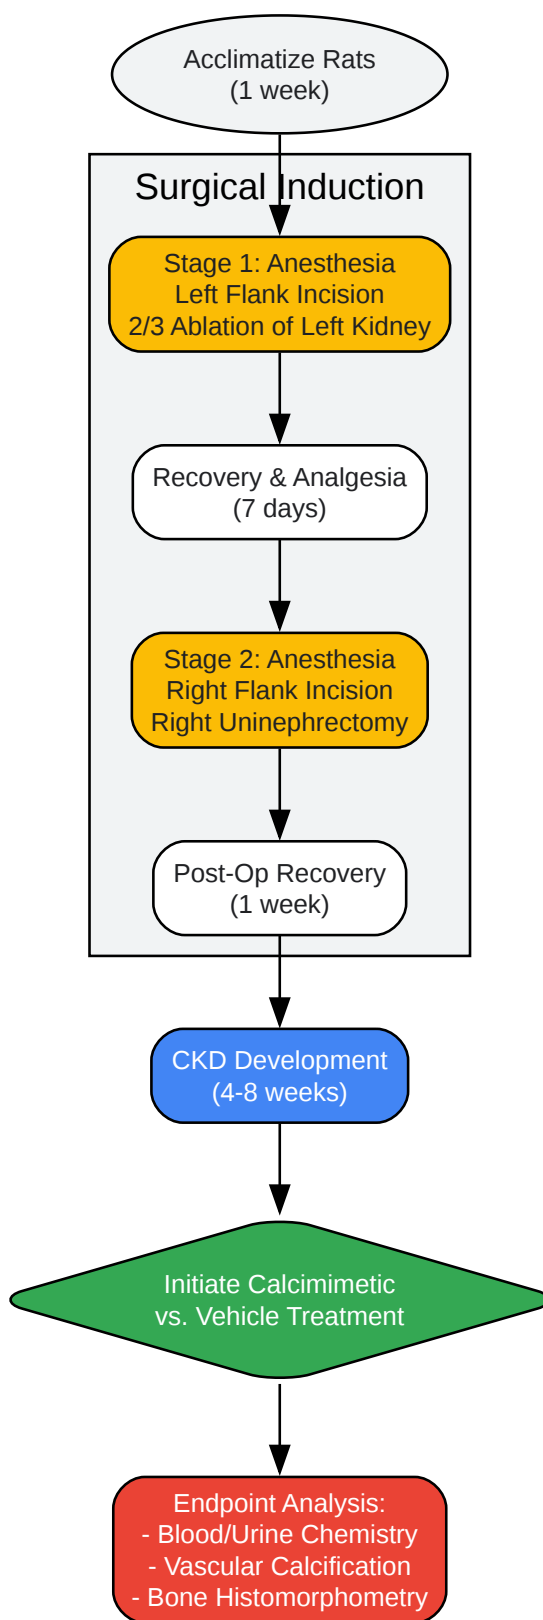 Acclimatize Rats
(1 week)
Surgical Induction
Stage 1: Anesthesia
Left Flank Incision
2/3 Ablation of Left Kidney
Recovery & Analgesia
(7 days)
Stage 2: Anesthesia
Right Flank Incision
Right Uninephrectomy
Post-Op Recovery
(1 week)
CKD Development
(4-8 weeks)
Initiate Calcimimetic
vs. Vehicle Treatment
Endpoint Analysis:
- Blood/Urine Chemistry
- Vascular Calcification
- Bone Histomorphometry